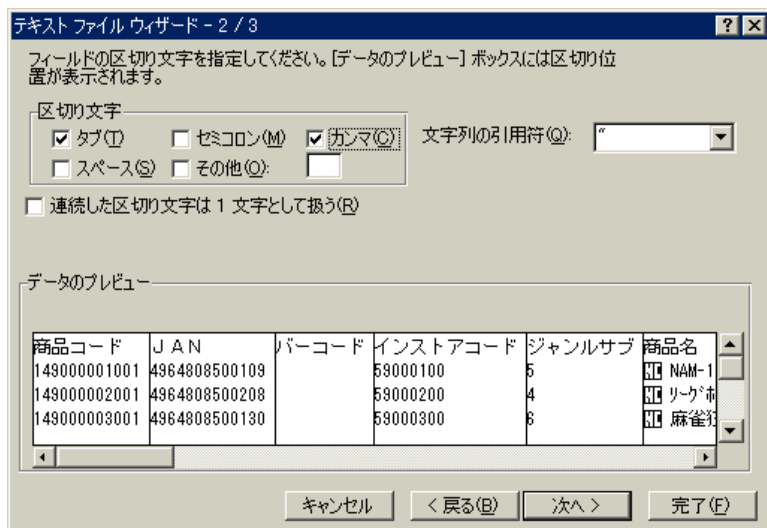 テキスト ファイル ウィザード - 2 / 3
フィールドの区切り文字を指定してください。[データのプレビュー] ボックスには区切り位
置が表示されます。
区切り文字
タブ(T) セミコロン(M) カンマ(C) 文字列の引用符(Q): "
スペース(S) その他(O):
連続した区切り文字は 1 文字として扱う(R)
データのプレビュー
商品コード ＪＡＮ バーコード インストアコード ジャンルサブ 商品名
149000001001 4964808500109 59000100 5 NAM-1
149000002001 4964808500208 59000200 4 ﾘｰｸﾞﾎ
149000003001 4964808500130 59000300 6 麻雀狂
キャンセル < 戻る(B) 次へ > 完了(F)